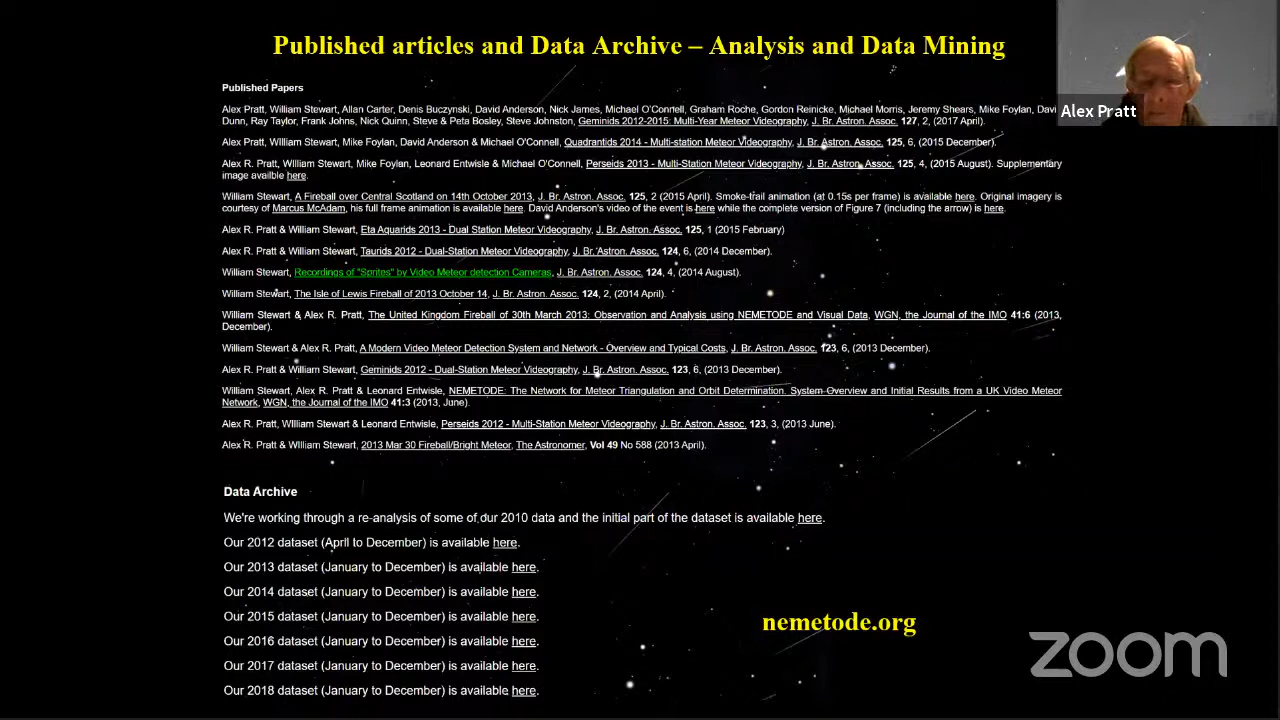 Published articles and Data Archive – Analysis and Data Mining
Alex Pratt
Published Papers
Alex Pratt, William Stewart, Allan Carter, Denis Buczynski, David Anderson, Nick James, Michael O'Connell, Graham Roche, Gordon Reinicke, Michael Morris, Jeremy Shears, Mike Foylan, David
Dunn, Ray Taylor, Frank Johns, Nick Quinn, Steve & Peta Bosley, Steve Johnston, Geminids 2012-2015: Multi-Year Meteor Videography, J. Br. Astron. Assoc. 127, 2, (2017 April).
Alex Pratt, William Stewart, Mike Foylan, David Anderson & Michael O'Connell, Quadrantids 2014 - Multi-station Meteor Videography, J. Br. Astron. Assoc. 125, 6, (2015 December).
Alex R. Pratt, William Stewart, Mike Foylan, Leonard Entwisle & Michael O'Connell, Perseids 2013 - Multi-Station Meteor Videography, J. Br. Astron. Assoc. 125, 4, (2015 August). Supplementary
image availble here.
William Stewart, A Fireball over Central Scotland on 14th October 2013, J. Br. Astron. Assoc. 125, 2 (2015 April). Smoke-trail animation (at 0.15s per frame) is available here. Original imagery is
courtesy of Marcus McAdam, his full frame animation is available here. David Anderson's video of the event is here while the complete version of Figure 7 (including the arrow) is here.
Alex R. Pratt & William Stewart, Eta Aquarids 2013 - Dual Station Meteor Videography, J. Br. Astron. Assoc. 125, 1 (2015 February)
Alex R. Pratt & William Stewart, Taurids 2012 - Dual-Station Meteor Videography, J. Br. Astron. Assoc. 124, 6, (2014 December).
William Stewart, Recordings of "Sprites" by Video Meteor detection Cameras, J. Br. Astron. Assoc. 124, 4, (2014 August).
William Stewart, The Isle of Lewis Fireball of 2013 October 14, J. Br. Astron. Assoc. 124, 2, (2014 April).
William Stewart & Alex R. Pratt, The United Kingdom Fireball of 30th March 2013: Observation and Analysis using NEMETODE and Visual Data, WGN, the Journal of the IMO 41:6 (2013,
December).
William Stewart & Alex R. Pratt, A Modern Video Meteor Detection System and Network - Overview and Typical Costs, J. Br. Astron. Assoc. 123, 6, (2013 December).
Alex R. Pratt & William Stewart, Geminids 2012 - Dual-Station Meteor Videography, J. Br. Astron. Assoc. 123, 6, (2013 December).
William Stewart, Alex R. Pratt & Leonard Entwisle, NEMETODE: The Network for Meteor Triangulation and Orbit Determination. System Overview and Initial Results from a UK Video Meteor
Network, WGN, the Journal of the IMO 41:3 (2013, June).
Alex R. Pratt, William Stewart & Leonard Entwisle, Perseids 2012 - Multi-Station Meteor Videography, J. Br. Astron. Assoc. 123, 3, (2013 June).
Alex R. Pratt & William Stewart, 2013 Mar 30 Fireball/Bright Meteor, The Astronomer, Vol 49 No 588 (2013 April).
Data Archive
We're working through a re-analysis of some of our 2010 data and the initial part of the dataset is available here.
Our 2012 dataset (April to December) is available here.
Our 2013 dataset (January to December) is available here.
Our 2014 dataset (January to December) is available here.
Our 2015 dataset (January to December) is available here.
Our 2016 dataset (January to December) is available here.
Our 2017 dataset (January to December) is available here.
Our 2018 dataset (January to December) is available here.
nemetode.org
zoom